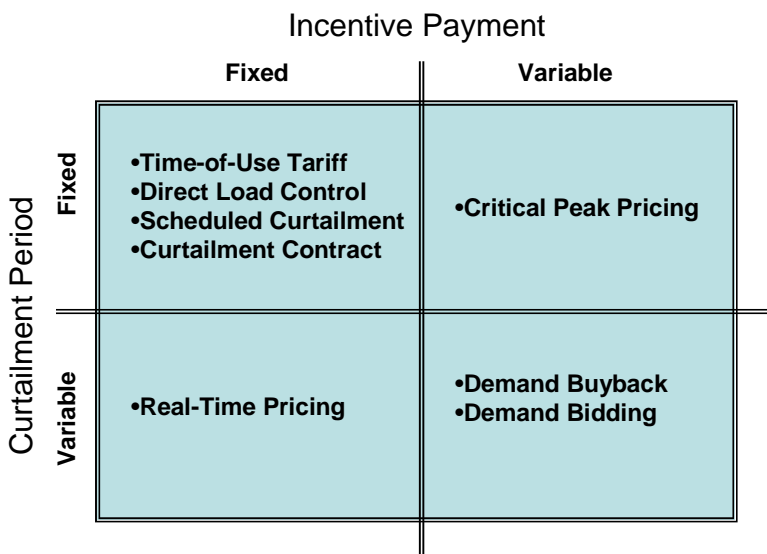 Incentive Payment
Fixed
Variable
Curtailment Period
Fixed
•Time-of-Use Tariff
•Direct Load Control
•Scheduled Curtailment
•Curtailment Contract
•Critical Peak Pricing
Variable
•Real-Time Pricing
•Demand Buyback
•Demand Bidding